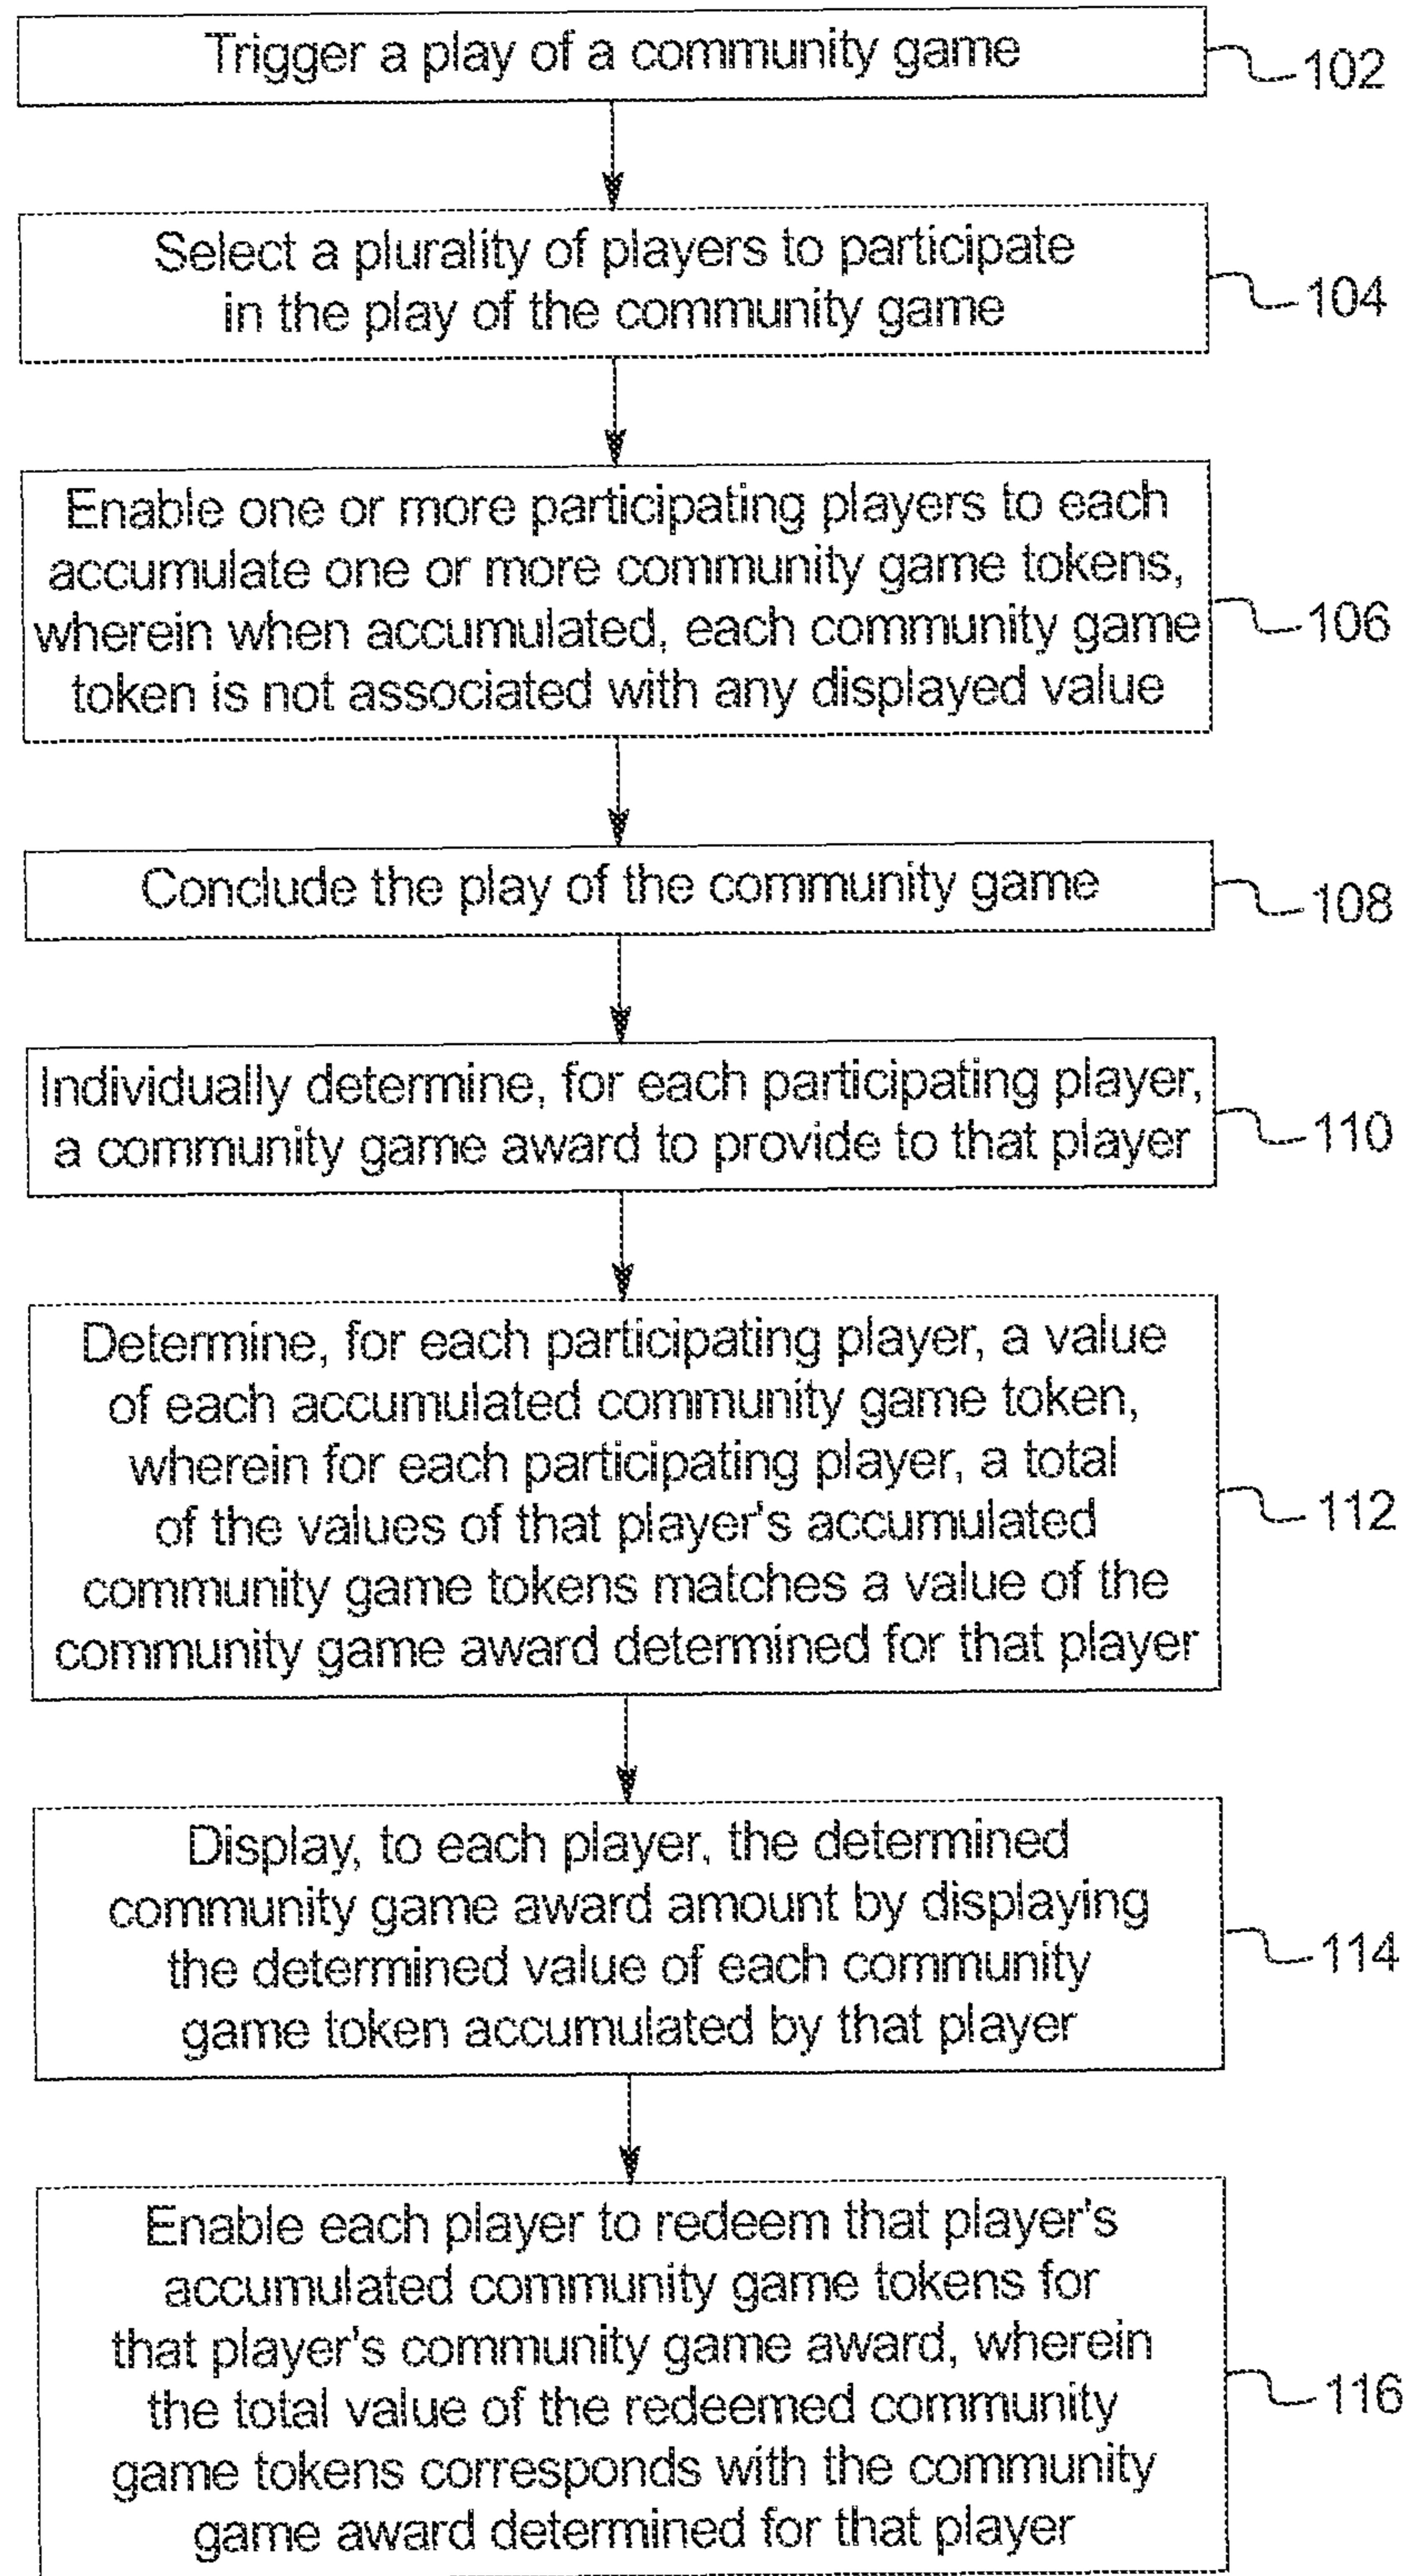 Trigger a play of a community game
102
Select a plurality of players to participate
in the play of the community game
104
Enable one or more participating players to each
accumulate one or more community game tokens,
wherein when accumulated, each community game
token is not associated with any displayed value
106
Conclude the play of the community game
108
Individually determine, for each participating player,
a community game award to provide to that player
110
Determine, for each participating player, a value
of each accumulated community game token,
wherein for each participating player, a total
of the values of that player's accumulated
community game tokens matches a value of the
community game award determined for that player
112
Display, to each player, the determined
community game award amount by displaying
the determined value of each community
game token accumulated by that player
114
Enable each player to redeem that player's
accumulated community game tokens for
that player's community game award, wherein
the total value of the redeemed community
game tokens corresponds with the community
game award determined for that player
116